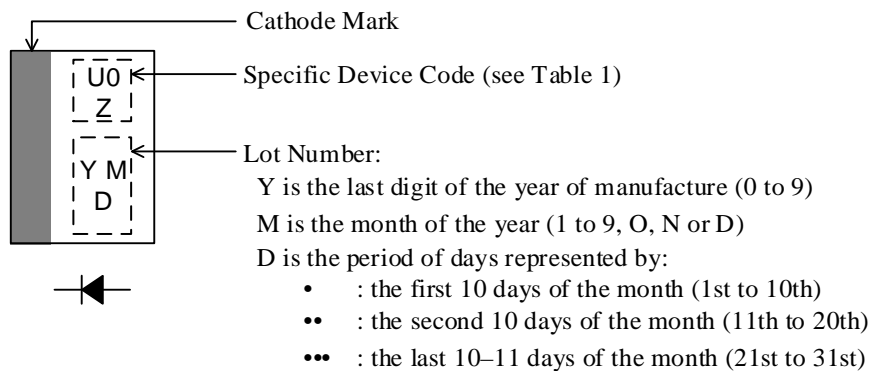 Cathode Mark
U0
Z
Specific Device Code (see Table 1)
Y M
D
Lot Number:
Y is the last digit of the year of manufacture (0 to 9)
M is the month of the year (1 to 9, O, N or D)
D is the period of days represented by:
• : the first 10 days of the month (1st to 10th)
•• : the second 10 days of the month (11th to 20th)
••• : the last 10–11 days of the month (21st to 31st)